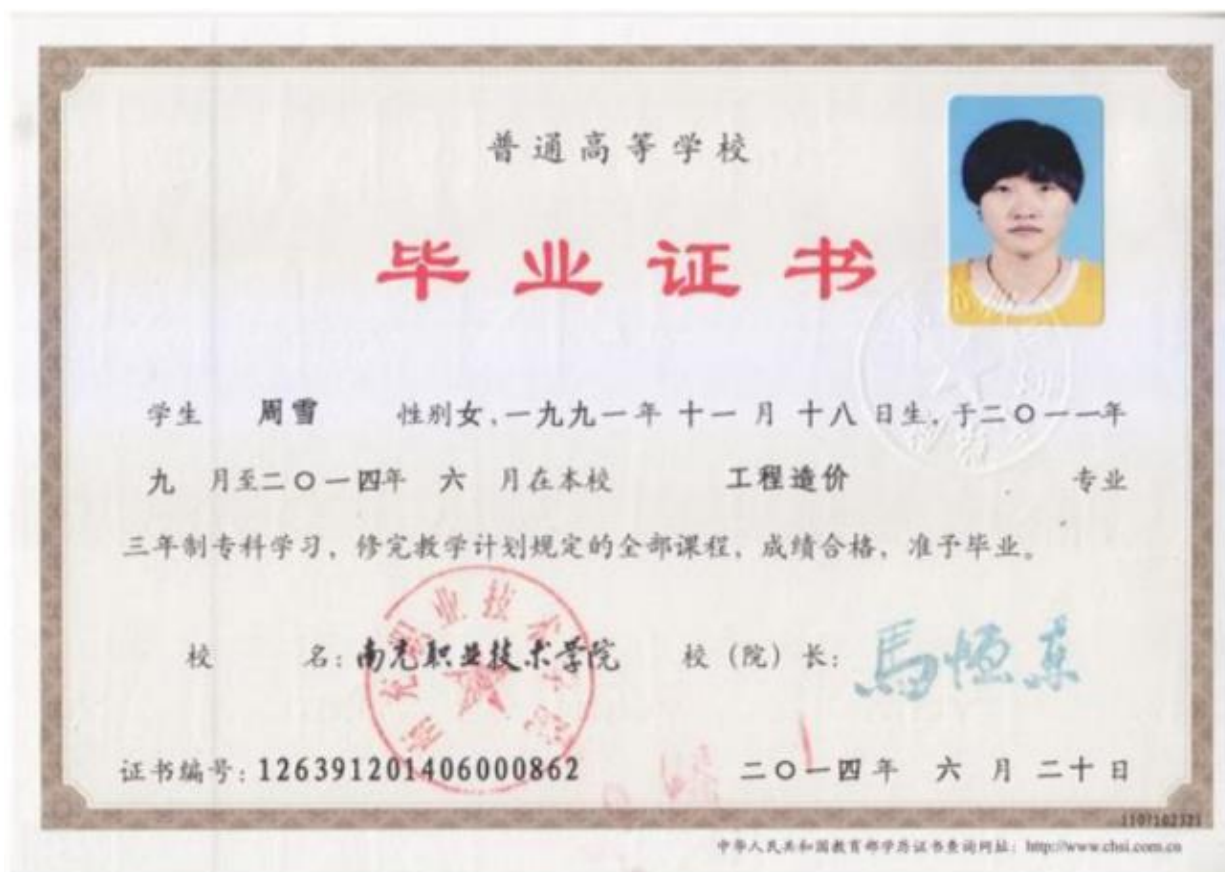 普通高等学校
毕业证书
学生 周雪 性别女，一九九一年 十一 月 十八 日生，于二〇一一年
九 月至二〇一四年 六 月在本校 工程造价 专业
三年制专科学习，修完教学计划规定的全部课程，成绩合格，准予毕业。
校 名：南充职业技术学院 校（院）长：馬恒东
证书编号：126391201406000862 二〇一四年 六 月 二十 日
中华人民共和国教育部学历证书查询网址：http://www.chsi.com.cn